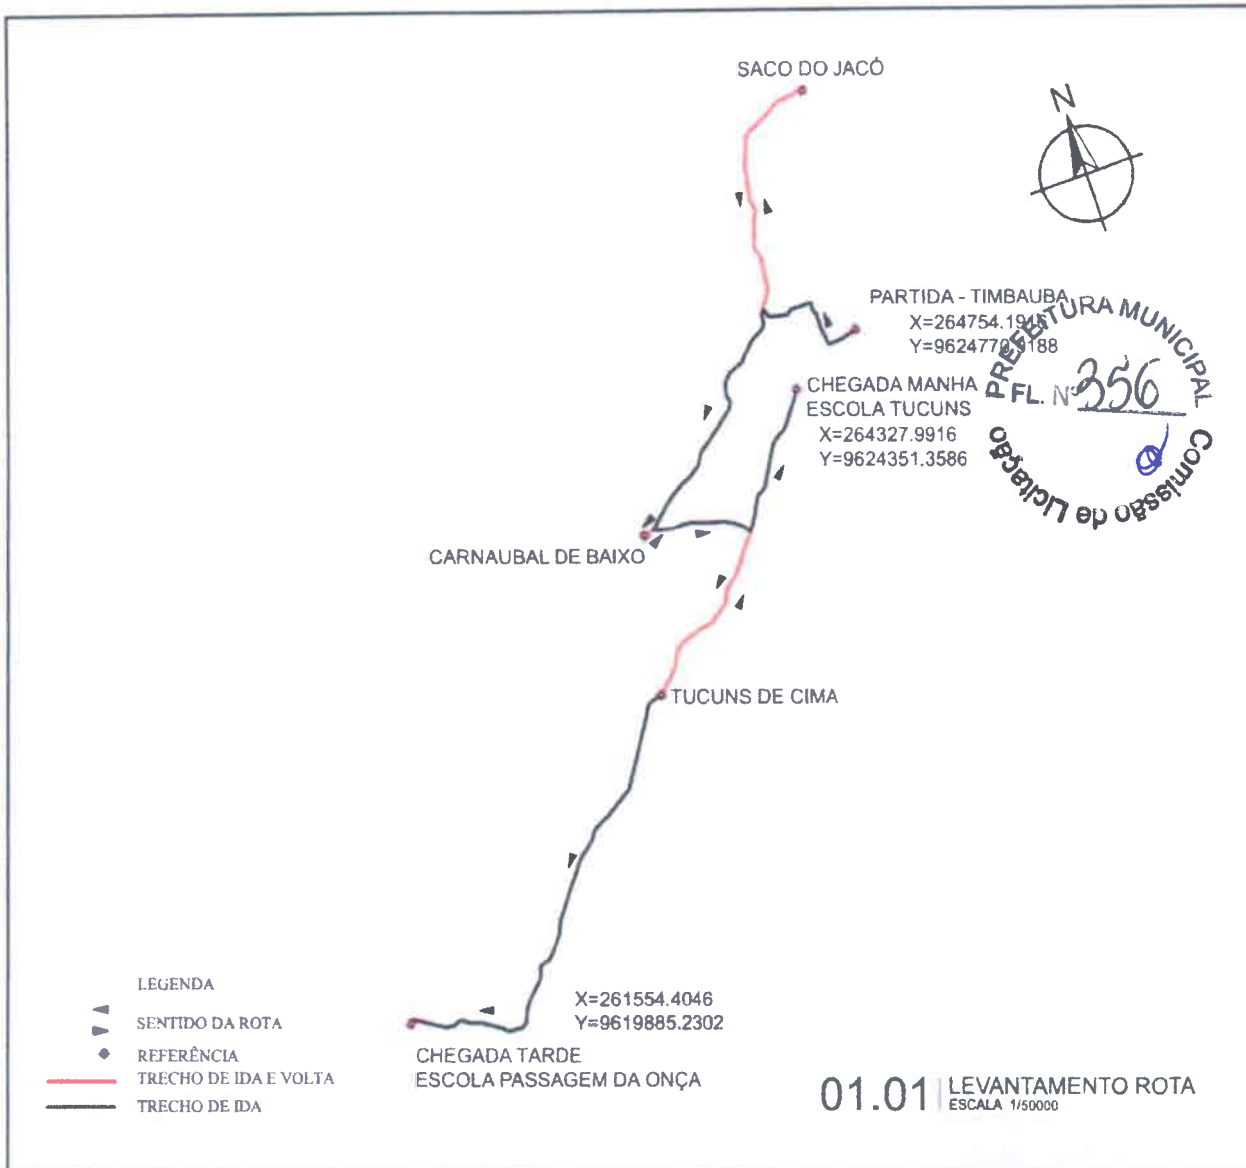 SACO DO JACÓ
N
PARTIDA - TIMBAUBA
X=264754.1916
Y=9624770.9188
CHEGADA MANHA
ESCOLA TUCUNS
X=264327.9916
Y=9624351.3586
PREFEITURA MUNICIPAL
FL. Nº 356
Comissão de Licitação
CARNAUBAL DE BAIXO
TUCUNS DE CIMA
X=261554.4046
Y=9619885.2302
CHEGADA TARDE
ESCOLA PASSAGEM DA ONÇA
LEGENDA
SENTIDO DA ROTA
REFERÊNCIA
TRECHO DE IDA E VOLTA
TRECHO DE IDA
01.01 LEVANTAMENTO ROTA
ESCALA 1/50000